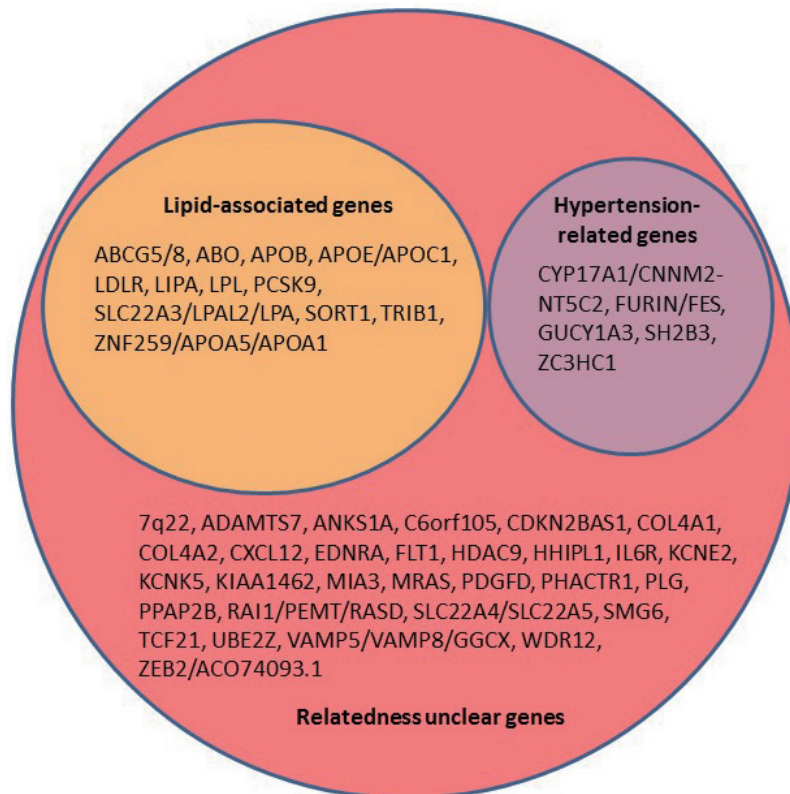 Lipid-associated genes
ABCG5/8, ABO, APOB, APOE/APOC1,
LDLR, LIPA, LPL, PCSK9,
SLC22A3/LPAL2/LPA, SORT1, TRIB1,
ZNF259/APOA5/APOA1
Hypertension-
related genes
CYP17A1/CNNM2-
NT5C2, FURIN/FES,
GUCY1A3, SH2B3,
ZC3HC1
7q22, ADAMTS7, ANKS1A, C6orf105, CDKN2BAS1, COL4A1,
COL4A2, CXCL12, EDNRA, FLT1, HDAC9, HHIPL1, IL6R, KCNE2,
KCNK5, KIAA1462, MIA3, MRAS, PDGFD, PHACTR1, PLG,
PPAP2B, RAI1/PEMT/RASD, SLC22A4/SLC22A5, SMG6,
TCF21, UBE2Z, VAMP5/VAMP8/GGCX, WDR12,
ZEB2/ACO74093.1
Relatedness unclear genes